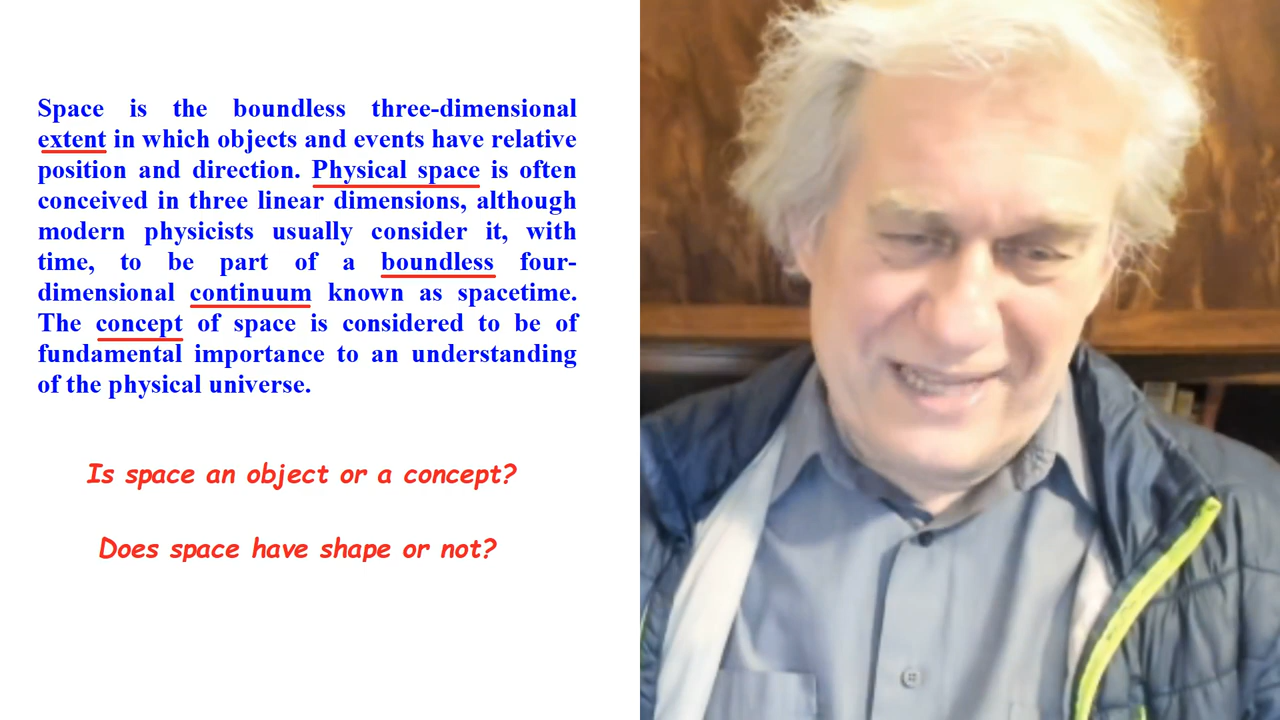 Space is the boundless three-dimensional
extent in which objects and events have relative
position and direction. Physical space is often
conceived in three linear dimensions, although
modern physicists usually consider it, with
time, to be part of a boundless four-
dimensional continuum known as spacetime.
The concept of space is considered to be of
fundamental importance to an understanding
of the physical universe.
Is space an object or a concept?
Does space have shape or not?